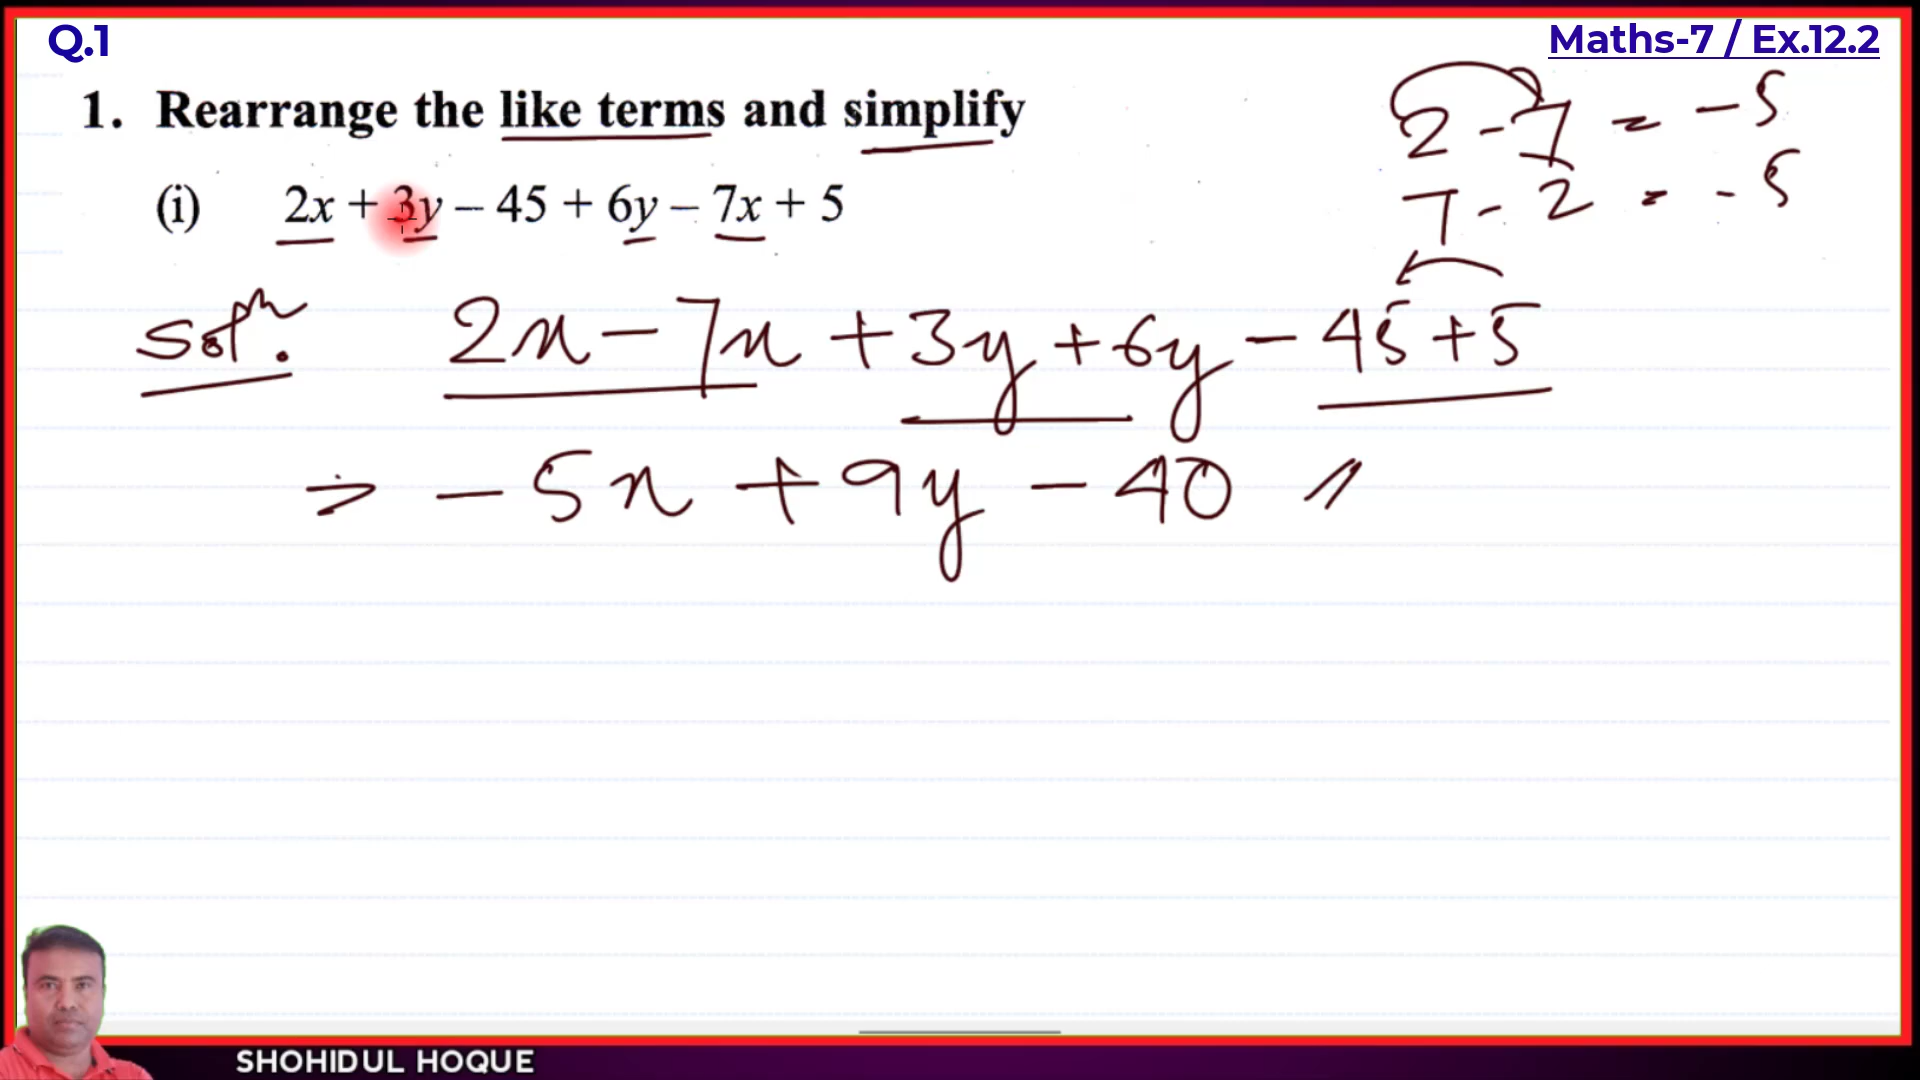 Q.1
Maths-7 / Ex.12.2
1. Rearrange the like terms and simplify
2 - 7 = - 5
7 - 2 = - 5
(i) 2x + 3y – 45 + 6y – 7x + 5
Solⁿ. 2x - 7x + 3y + 6y - 45 + 5
⇒ - 5x + 9y - 40 //
SHOHIDUL HOQUE